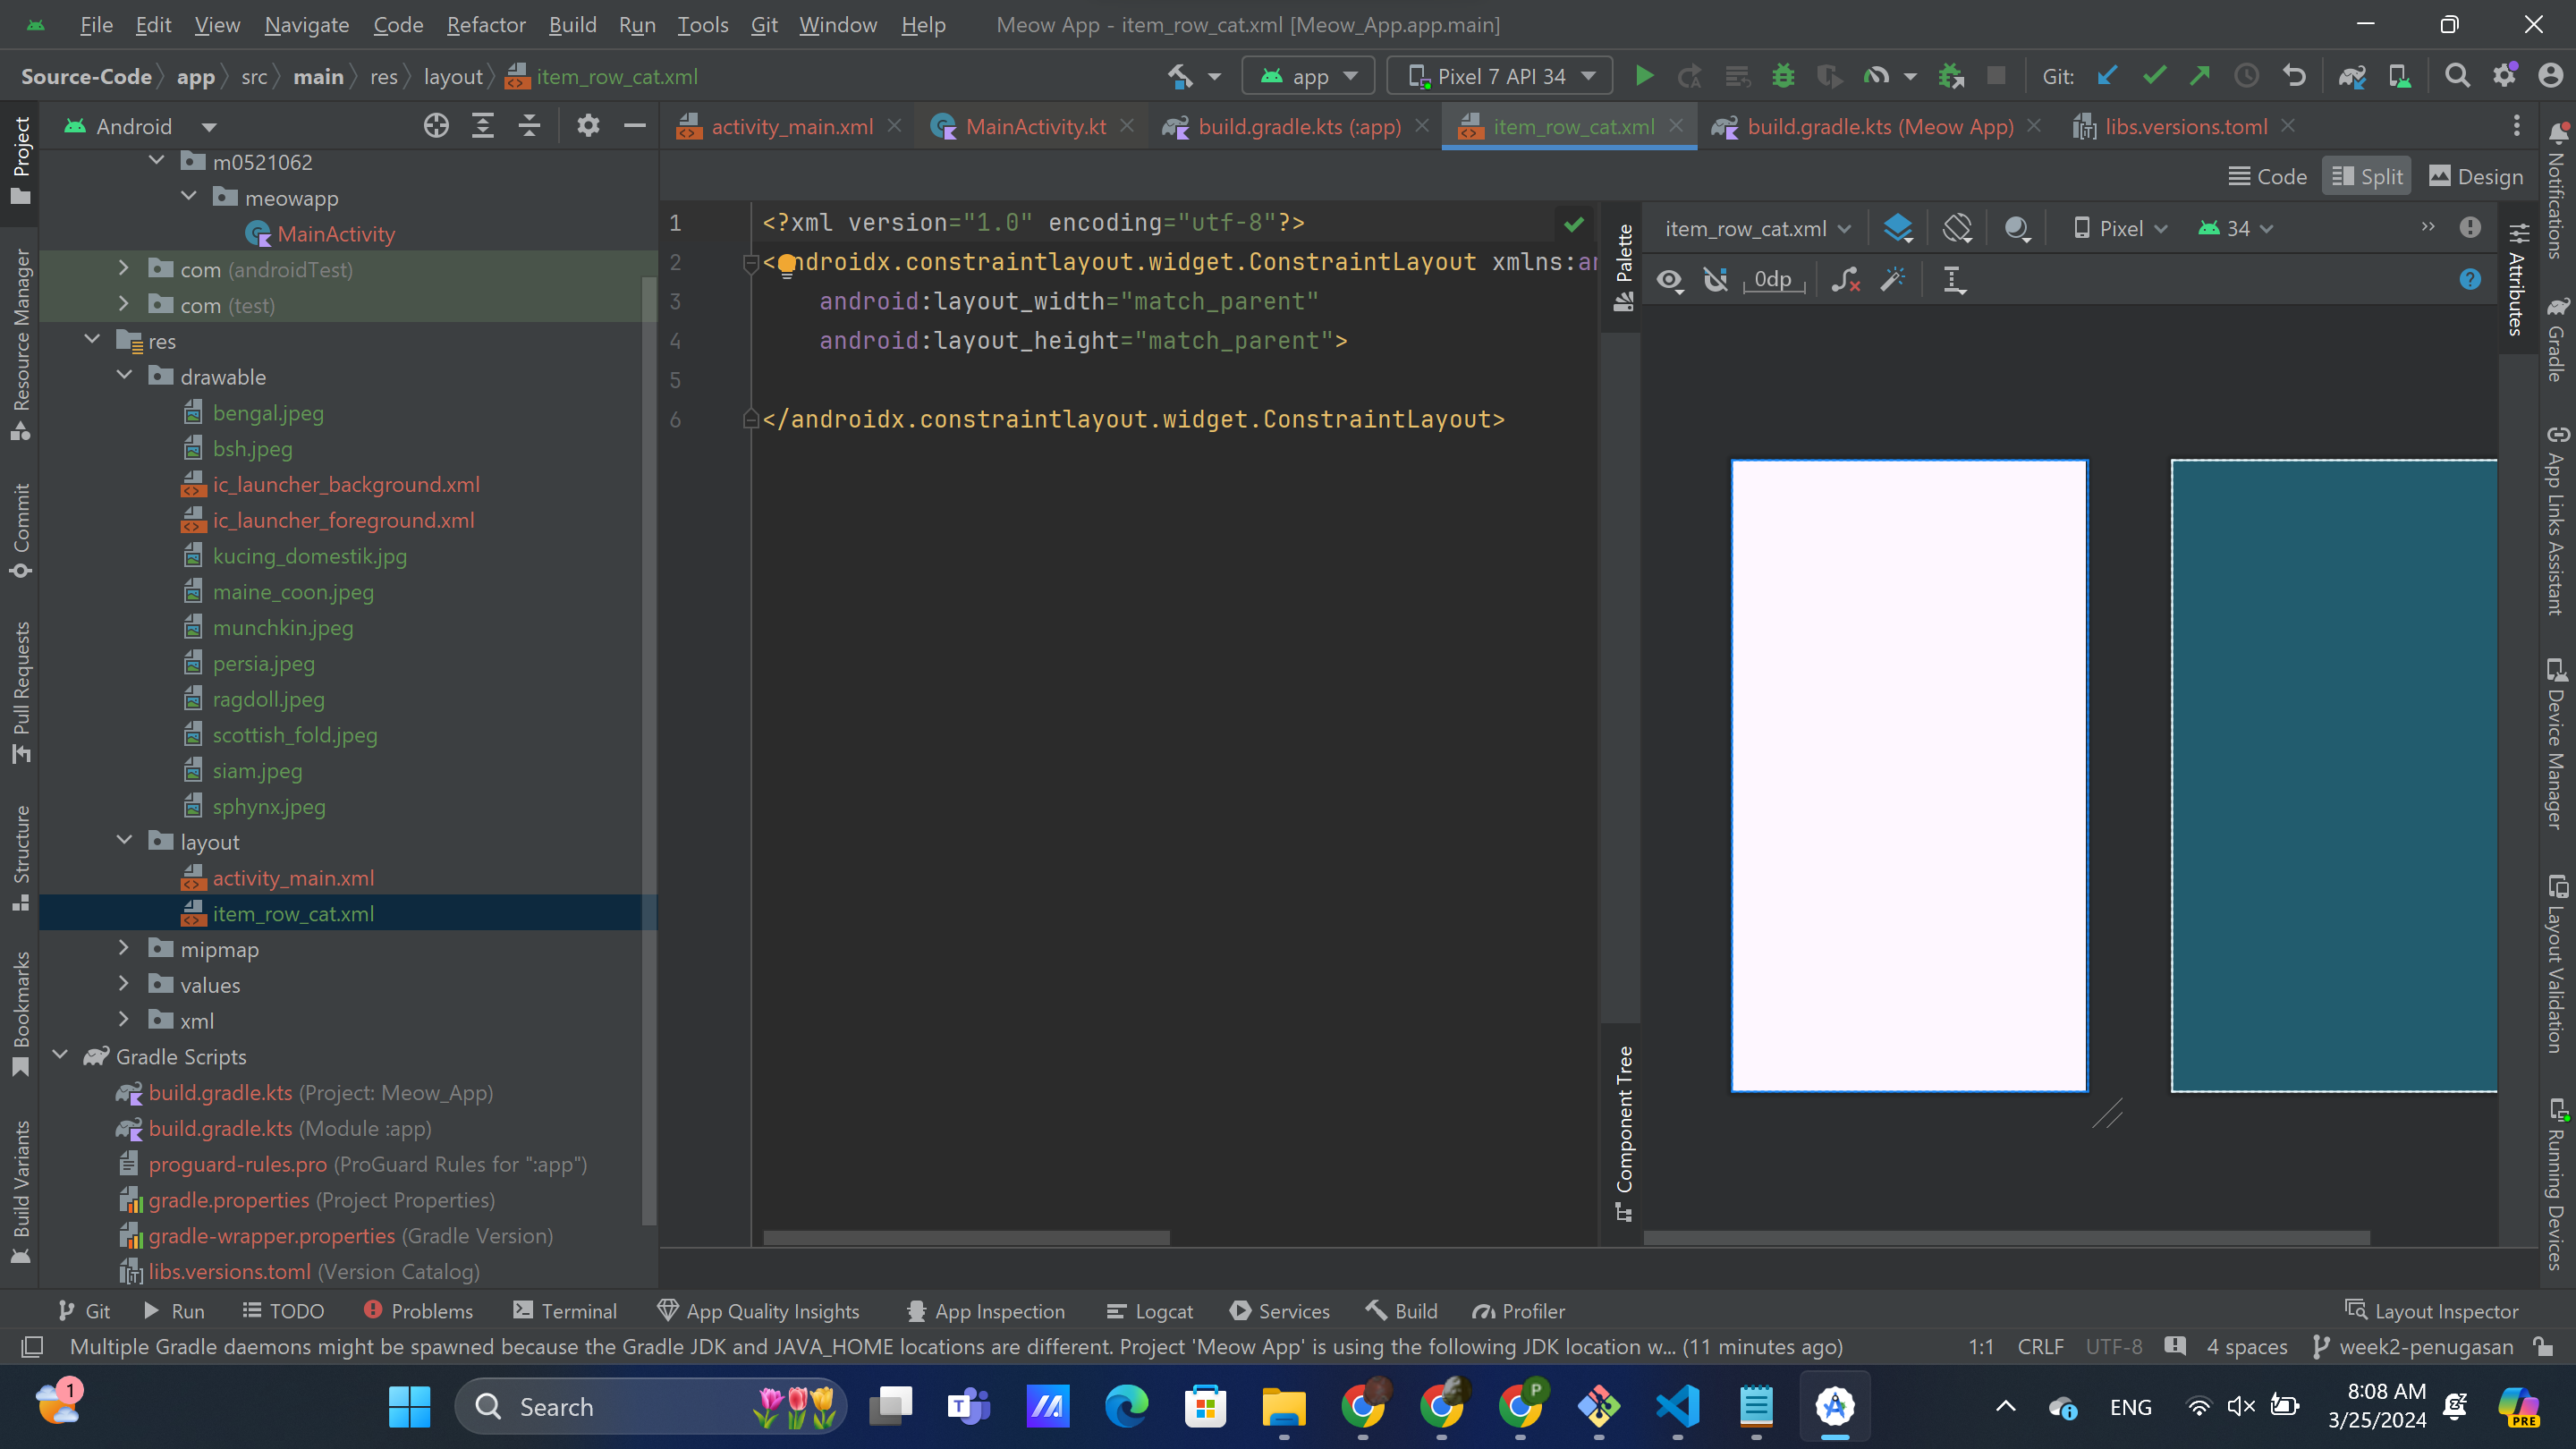 File Edit View Navigate Code Refactor Build Run Tools Git Window Help Meow App - item_row_cat.xml [Meow_App.app.main]
Source-Code app src main res layout item_row_cat.xml app Pixel 7 API 34 Git:
Android activity_main.xml MainActivity.kt build.gradle.kts (:app) item_row_cat.xml build.gradle.kts (Meow App) libs.versions.toml
Code Split Design
Project
Resource Manager
Commit
Pull Requests
Structure
Bookmarks
Build Variants
m0521062
meowapp
MainActivity
com (androidTest)
com (test)
res
drawable
bengal.jpeg
bsh.jpeg
ic_launcher_background.xml
ic_launcher_foreground.xml
kucing_domestik.jpg
maine_coon.jpeg
munchkin.jpeg
persia.jpeg
ragdoll.jpeg
scottish_fold.jpeg
siam.jpeg
sphynx.jpeg
layout
activity_main.xml
item_row_cat.xml
mipmap
values
xml
Gradle Scripts
build.gradle.kts (Project: Meow_App)
build.gradle.kts (Module :app)
proguard-rules.pro (ProGuard Rules for ":app")
gradle.properties (Project Properties)
gradle-wrapper.properties (Gradle Version)
libs.versions.toml (Version Catalog)
1 <?xml version="1.0" encoding="utf-8"?>
2 <androidx.constraintlayout.widget.ConstraintLayout xmlns:an
3 android:layout_width="match_parent"
4 android:layout_height="match_parent">
5
6 </androidx.constraintlayout.widget.ConstraintLayout>
Palette
Component Tree
item_row_cat.xml Pixel 34
0dp
Attributes
Notifications
Gradle
App Links Assistant
Device Manager
Layout Validation
Running Devices
Git Run TODO Problems Terminal App Quality Insights App Inspection Logcat Services Build Profiler Layout Inspector
Multiple Gradle daemons might be spawned because the Gradle JDK and JAVA_HOME locations are different. Project 'Meow App' is using the following JDK location w... (11 minutes ago) 1:1 CRLF UTF-8 4 spaces week2-penugasan
1 Search T P ENG 8:08 AM
3/25/2024
PRE